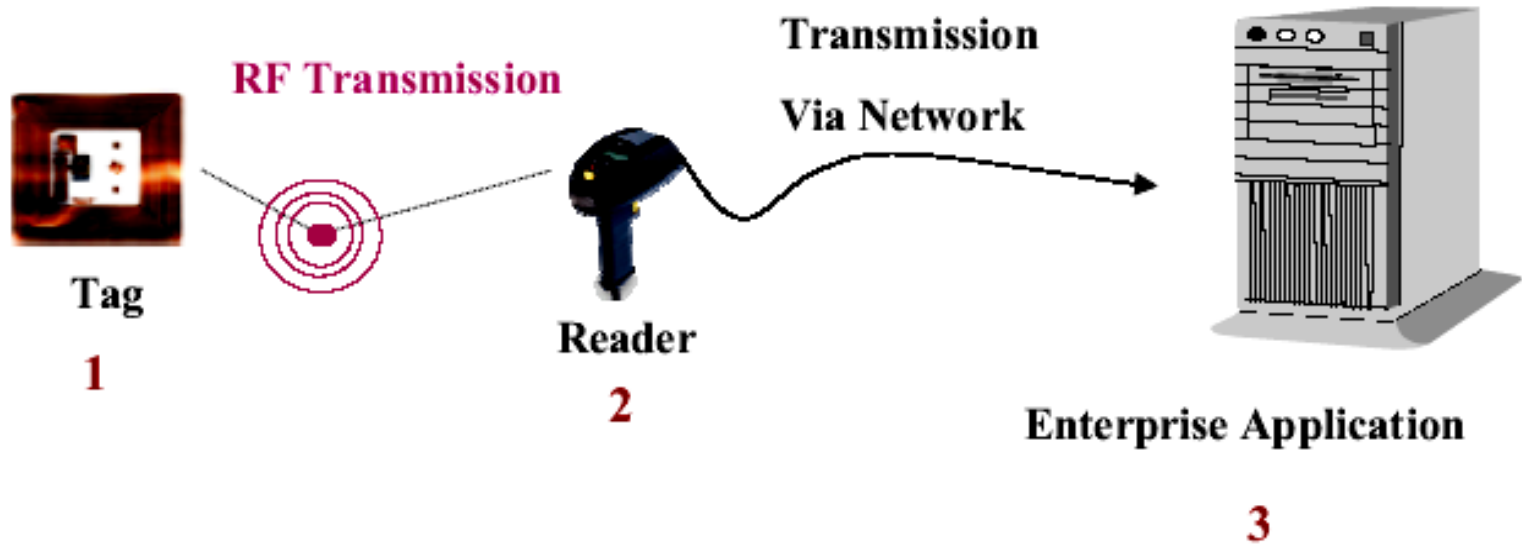 RF Transmission
Transmission
Via Network
Tag
1
Reader
2
Enterprise Application
3